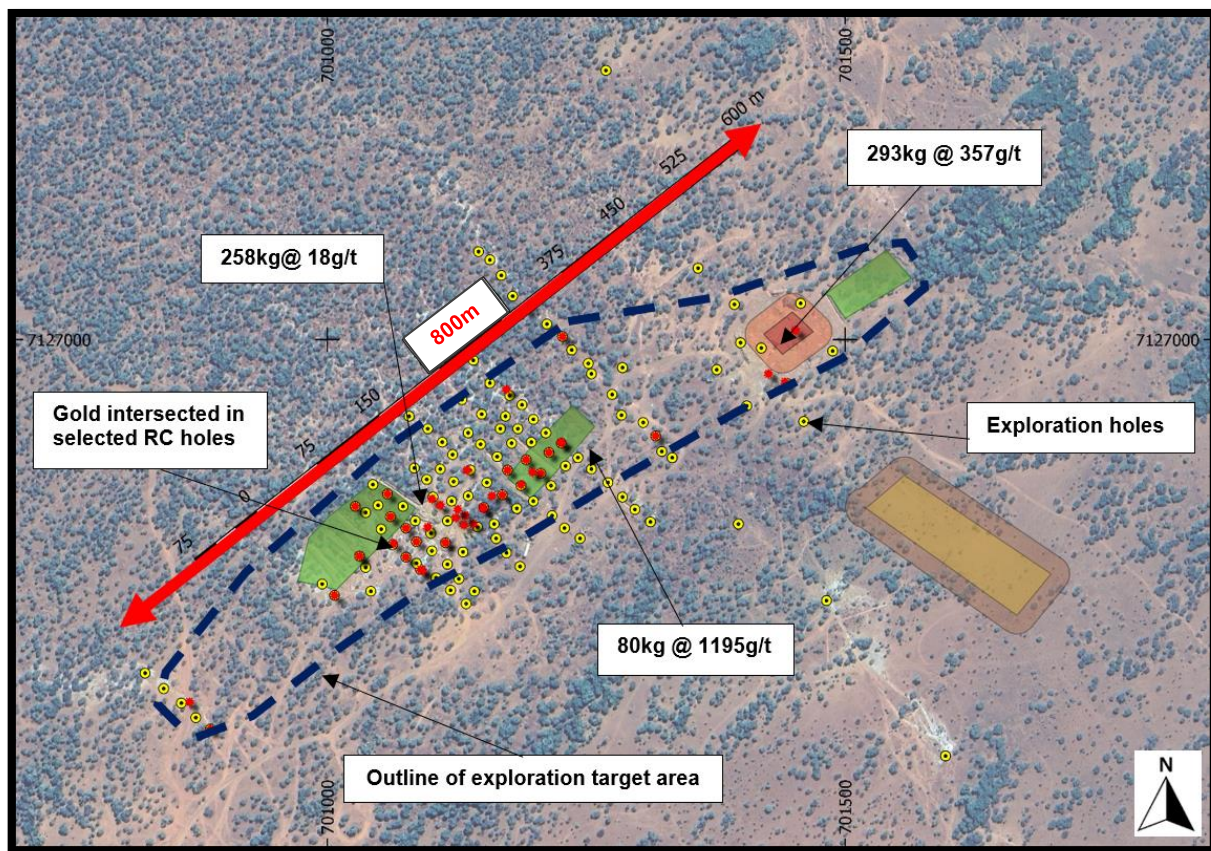 701000
701500
600 m
525
450
375
150
75
0
75
800m
293kg @ 357g/t
258kg@ 18g/t
7127000
7127000
Gold intersected in
selected RC holes
Exploration holes
80kg @ 1195g/t
Outline of exploration target area
701000
701500
N